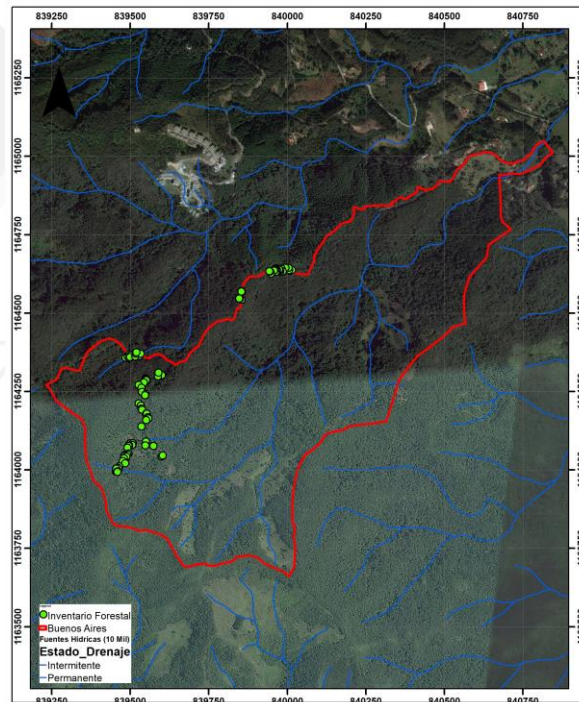 839250 839500 839750 840000 840250 840500 840750
1165250
1165000
1164750
1164500
1164250
1164000
1163750
1163500
Inventario Forestal
Buenos Aires
Fuentes Hídricas (10 Mil)
Estado_Drenaje
Intermitente
Permanente
839250 839500 839750 840000 840250 840500 840750